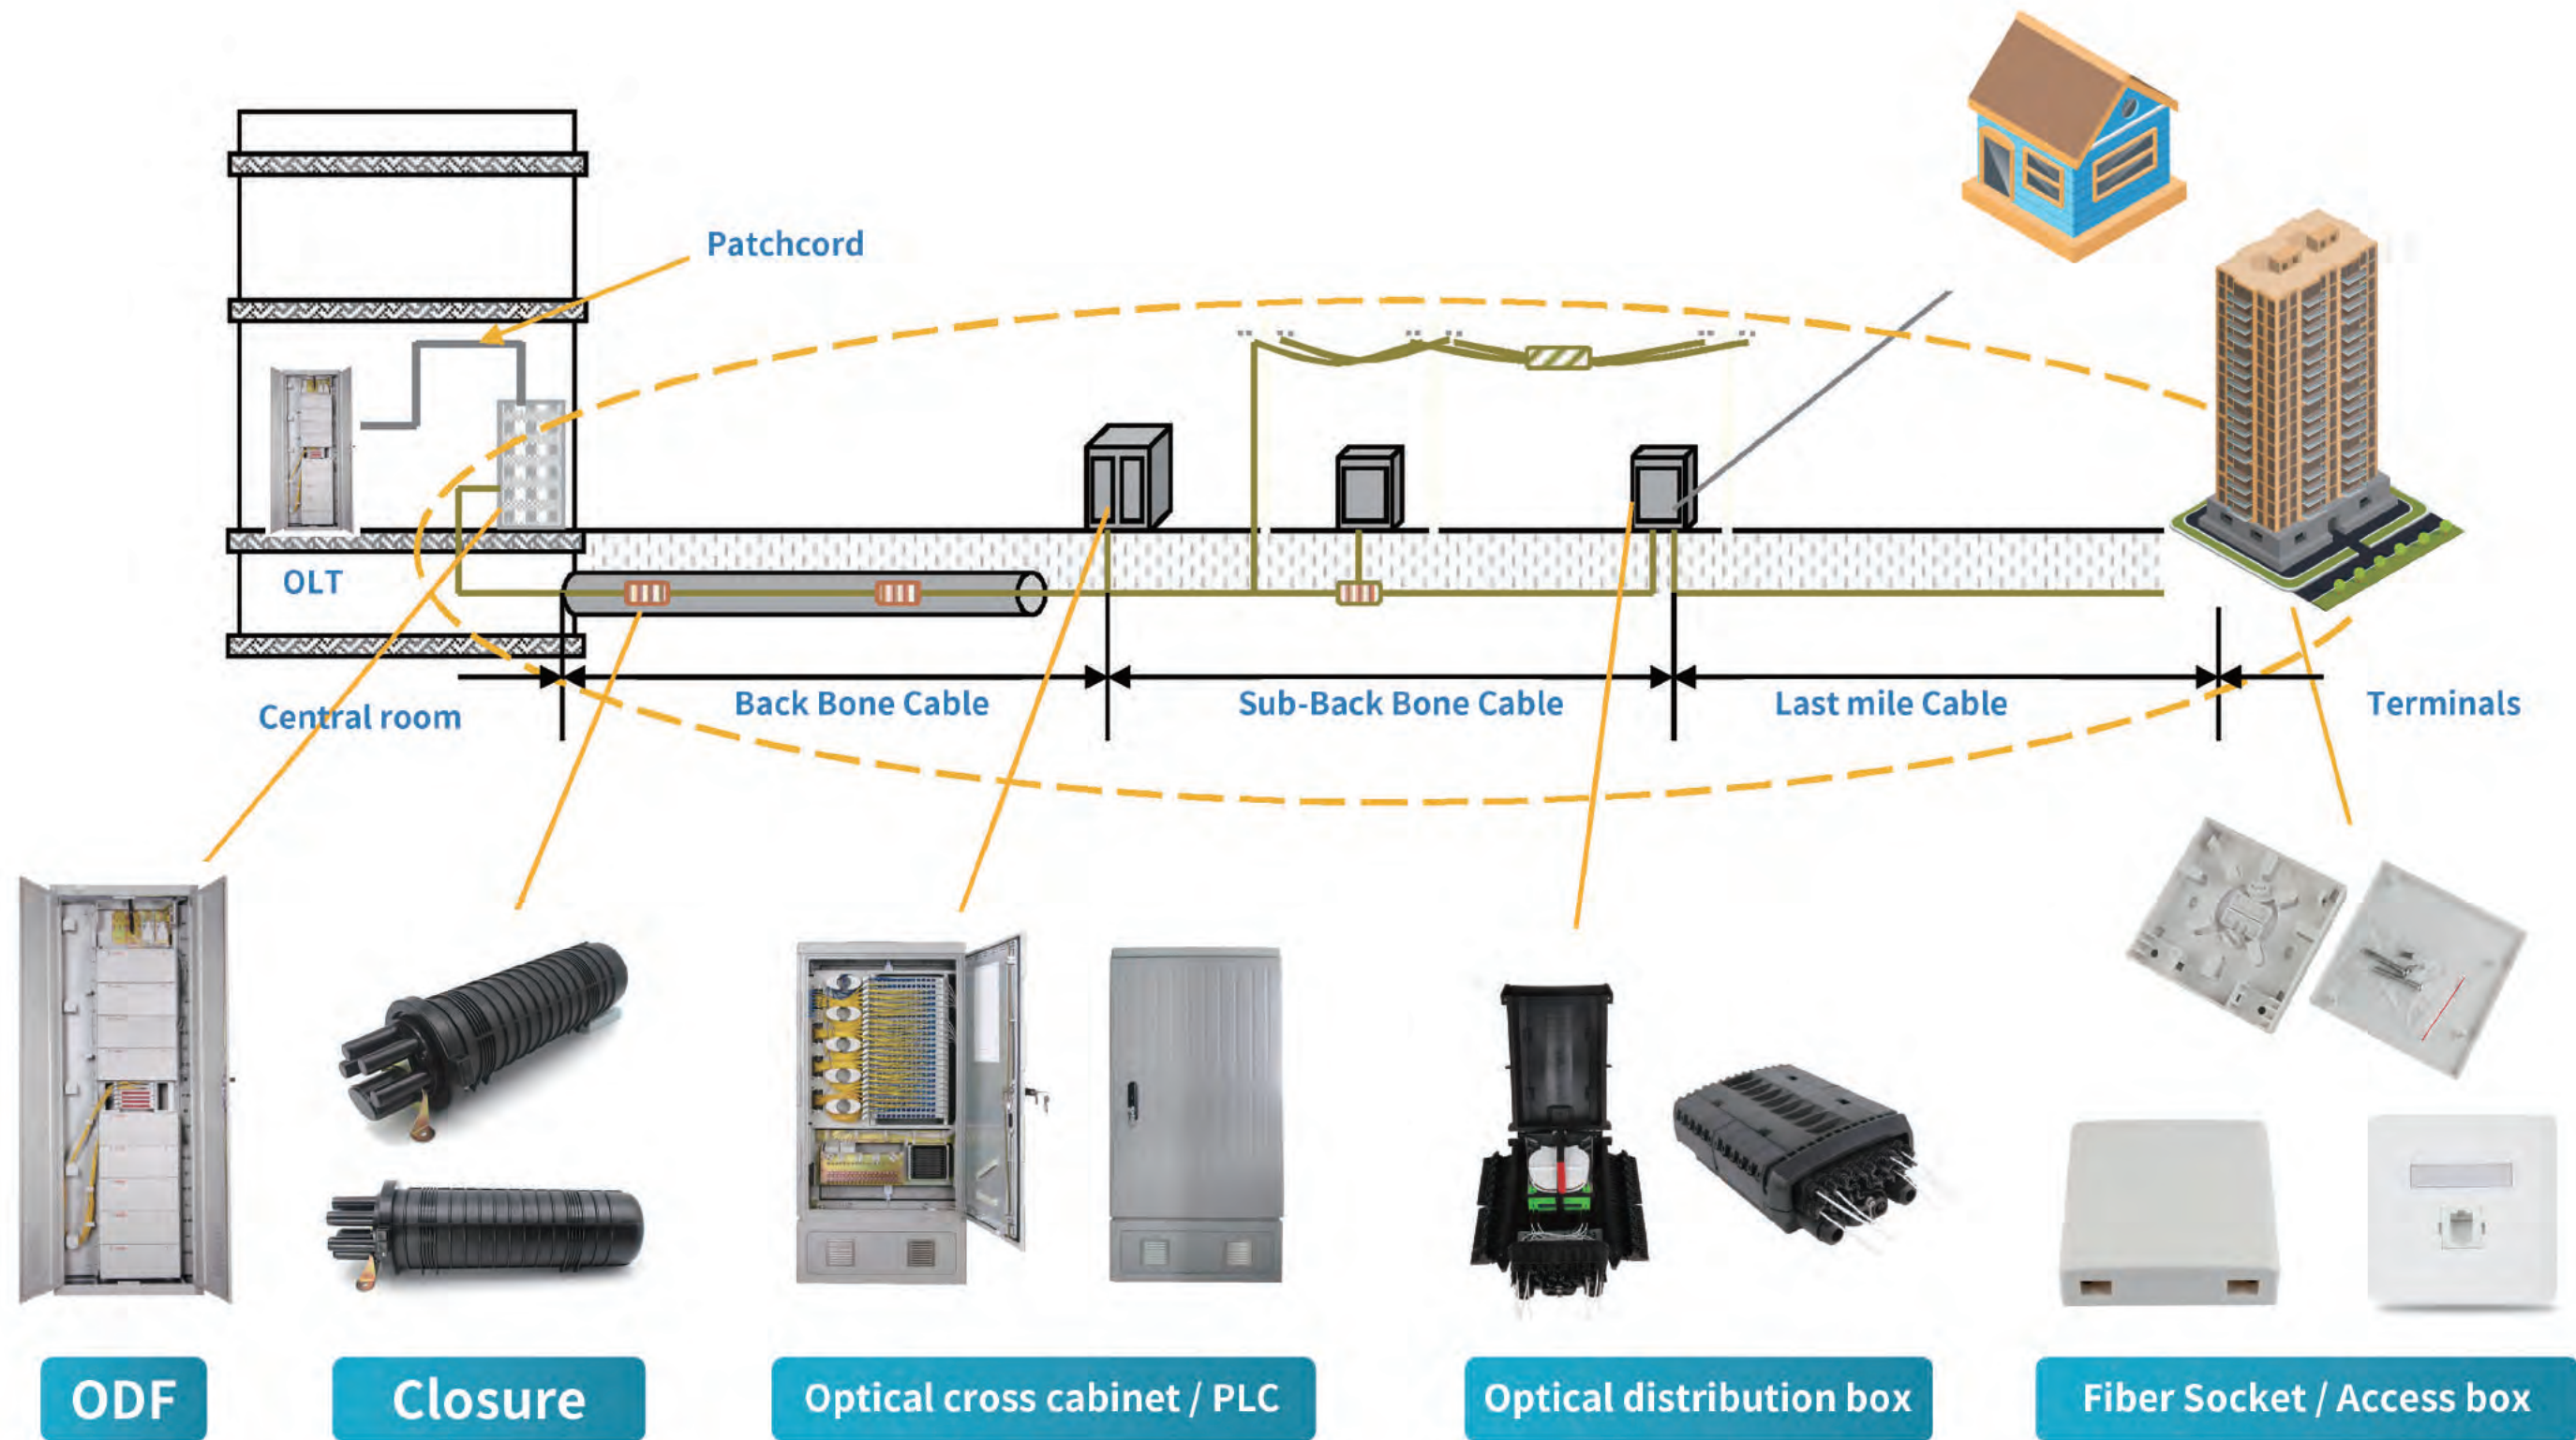 Patchcord
OLT
Central room
Back Bone Cable
Sub-Back Bone Cable
Last mile Cable
Terminals
ODF
Closure
Optical cross cabinet / PLC
Optical distribution box
Fiber Socket / Access box